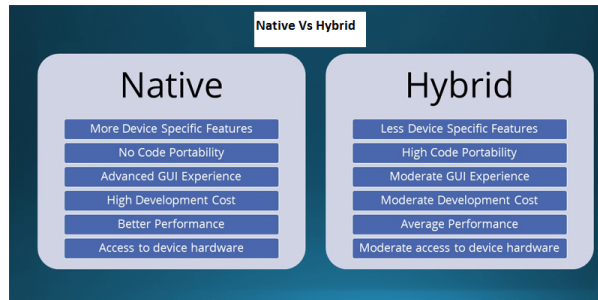 Native Vs Hybrid
Native
More Device Specific Features
No Code Portability
Advanced GUI Experience
High Development Cost
Better Performance
Access to device hardware
Hybrid
Less Device Specific Features
High Code Portability
Moderate GUI Experience
Moderate Development Cost
Average Performance
Moderate access to device hardware